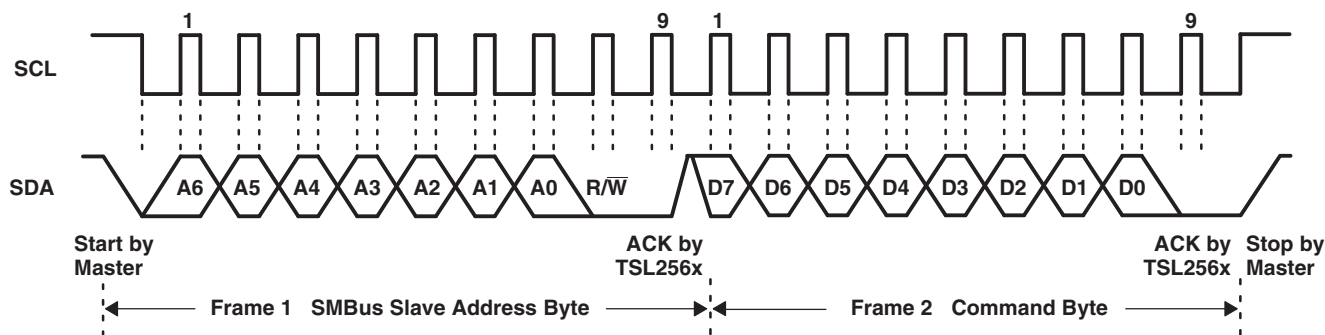 1 9 1 9
SCL
SDA A6 A5 A4 A3 A2 A1 A0 R/W̅ D7 D6 D5 D4 D3 D2 D1 D0
Start by
Master
ACK by
TSL256x
ACK by
TSL256x
Stop by
Master
Frame 1 SMBus Slave Address Byte
Frame 2 Command Byte